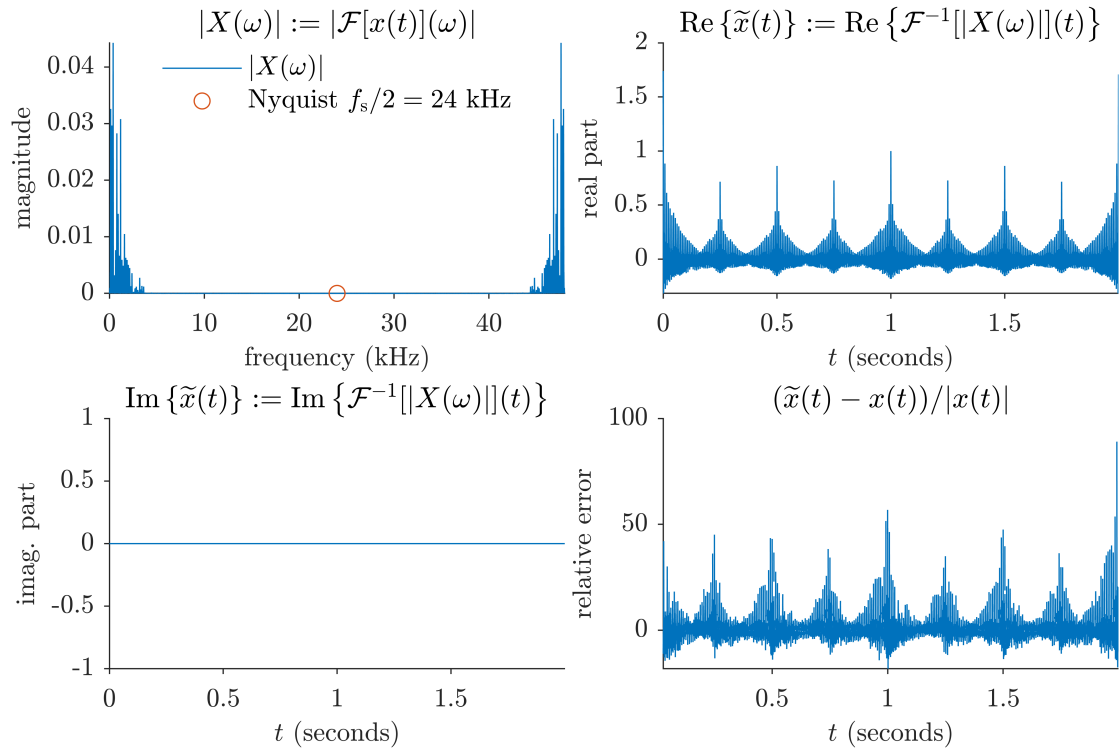 |X(ω)| := |ℱ[x(t)](ω)|
|X(ω)|
Nyquist fₛ/2 = 24 kHz
magnitude
0.04
0.03
0.02
0.01
0
0 10 20 30 40
frequency (kHz)
Re {x̃(t)} := Re {ℱ⁻¹[|X(ω)|](t)}
real part
2
1.5
1
0.5
0
0 0.5 1 1.5
t (seconds)
Im {x̃(t)} := Im {ℱ⁻¹[|X(ω)|](t)}
imag. part
1
0.5
0
-0.5
-1
0 0.5 1 1.5
t (seconds)
(x̃(t) − x(t))/|x(t)|
relative error
100
50
0
0.5 1 1.5
t (seconds)